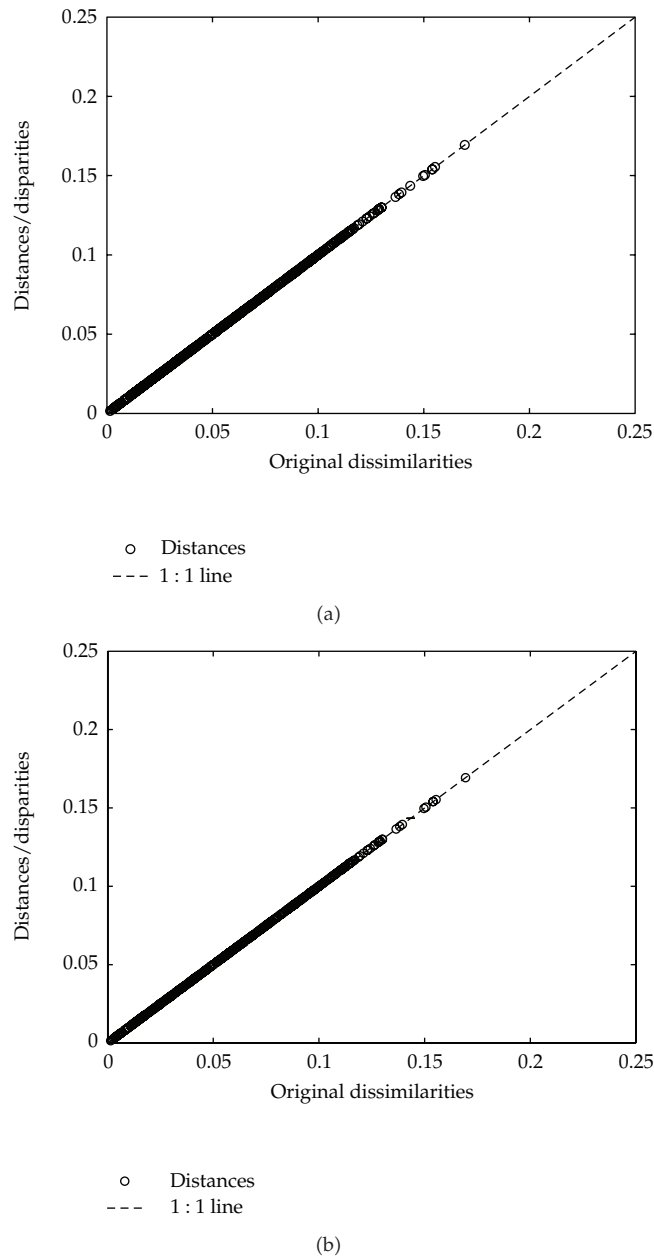 0.25
0.2
0.15
0.1
0.05
0
0 0.05 0.1 0.15 0.2 0.25
Distances/disparities
Original dissimilarities
Distances
1 : 1 line
(a)
0.25
0.2
0.15
0.1
0.05
0
0 0.05 0.1 0.15 0.2 0.25
Distances/disparities
Original dissimilarities
Distances
1 : 1 line
(b)